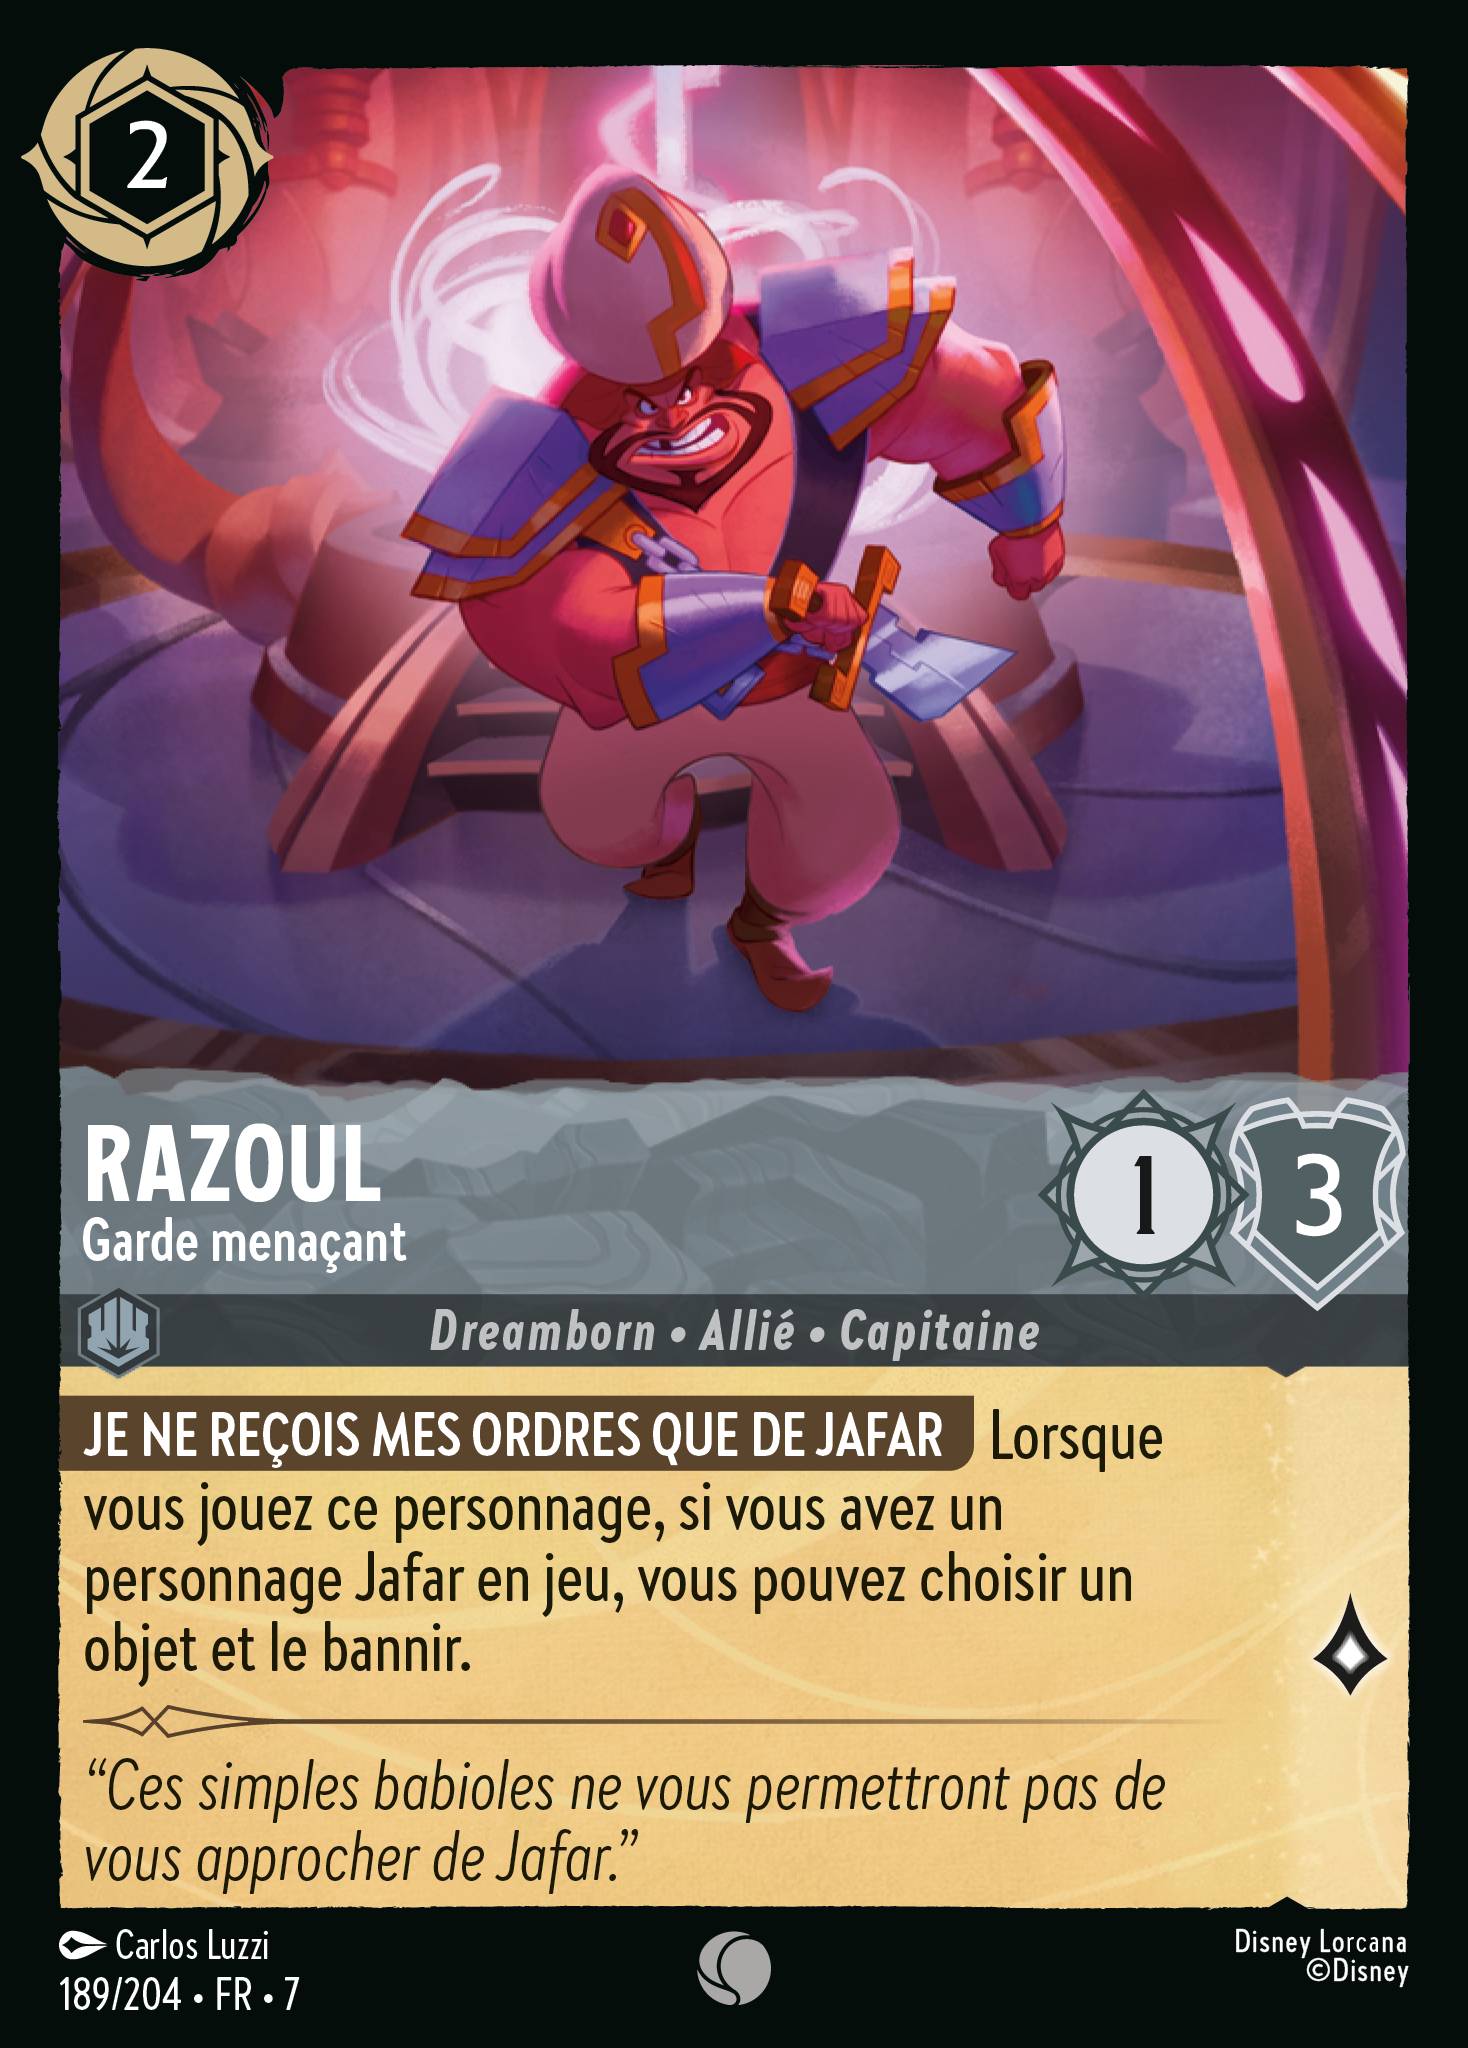 2
RAZOUL
Garde menaçant
1
3
Dreamborn • Allié • Capitaine
JE NE REÇOIS MES ORDRES QUE DE JAFAR Lorsque
vous jouez ce personnage, si vous avez un
personnage Jafar en jeu, vous pouvez choisir un
objet et le bannir.
“Ces simples babioles ne vous permettront pas de
vous approcher de Jafar.”
Carlos Luzzi
189/204 • FR • 7
Disney Lorcana
©Disney